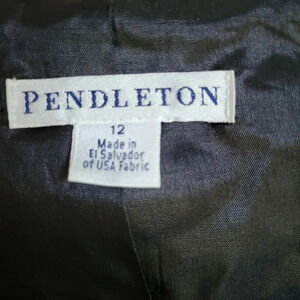 PENDLETON
12
Made in
El Salvador
of USA Fabric